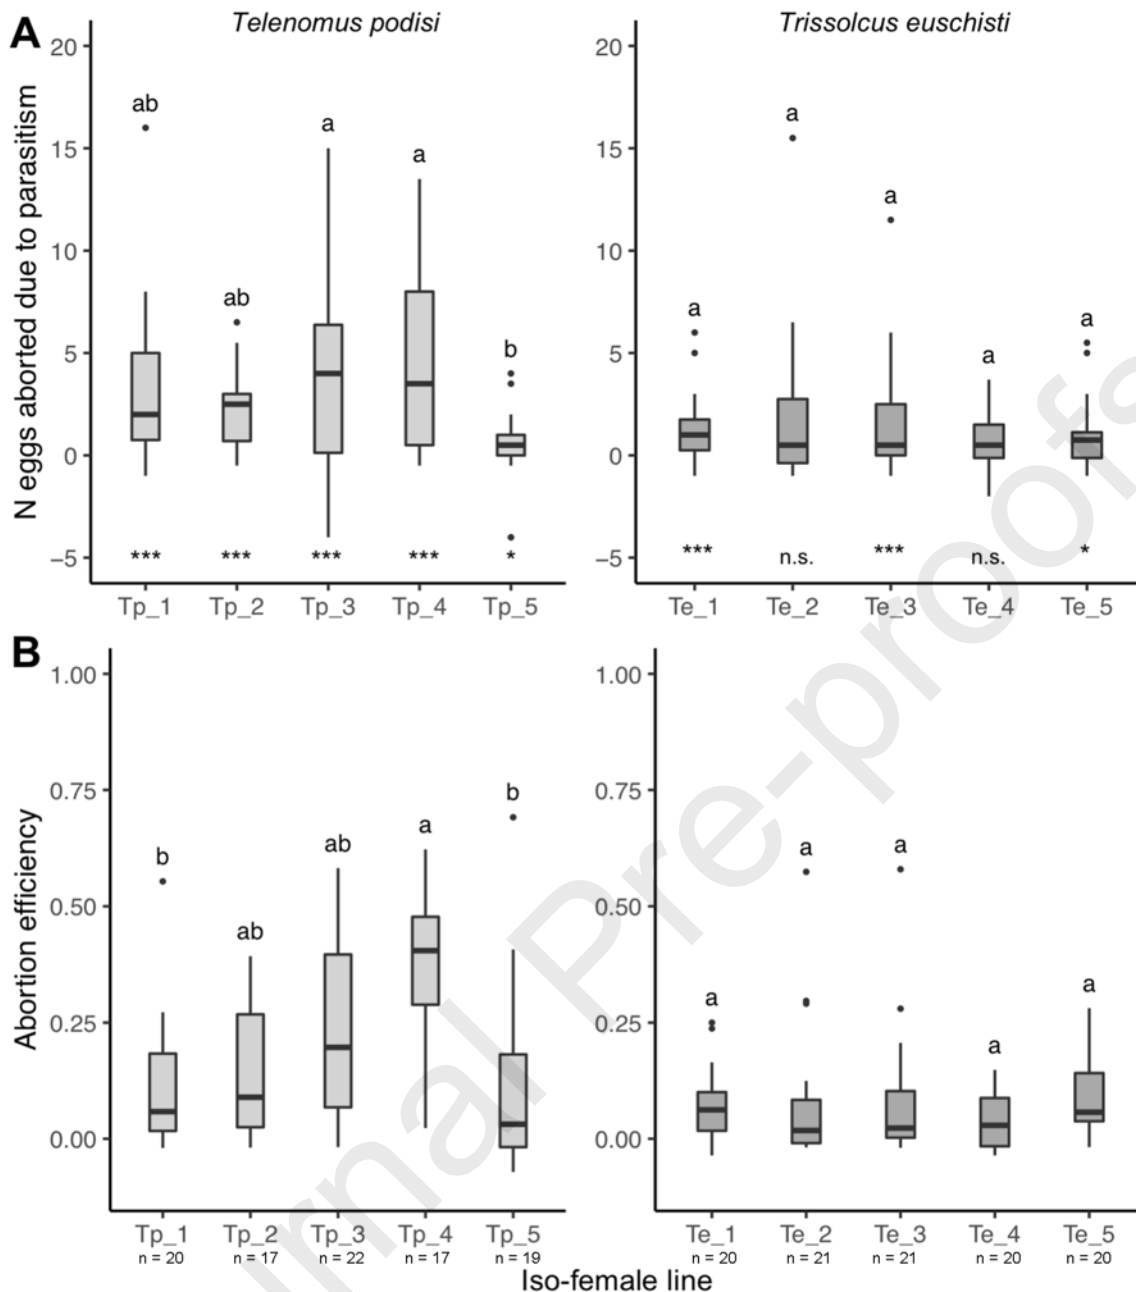 A
Telenomus podisi
Trissolcus euschisti
N eggs aborted due to parasitism
20
15
10
5
0
−5
ab
ab
a
a
b
***
***
***
***
*
Tp_1 Tp_2 Tp_3 Tp_4 Tp_5
20
15
10
5
0
−5
a
a
a
a
a
***
n.s.
***
n.s.
*
Te_1 Te_2 Te_3 Te_4 Te_5
B
Abortion efficiency
1.00
0.75
0.50
0.25
0.00
b
ab
ab
a
b
Tp_1 Tp_2 Tp_3 Tp_4 Tp_5
n = 20 n = 17 n = 22 n = 17 n = 19
1.00
0.75
0.50
0.25
0.00
a
a
a
a
a
Te_1 Te_2 Te_3 Te_4 Te_5
n = 20 n = 21 n = 21 n = 20 n = 20
Iso-female line
rnal Pre-proofs